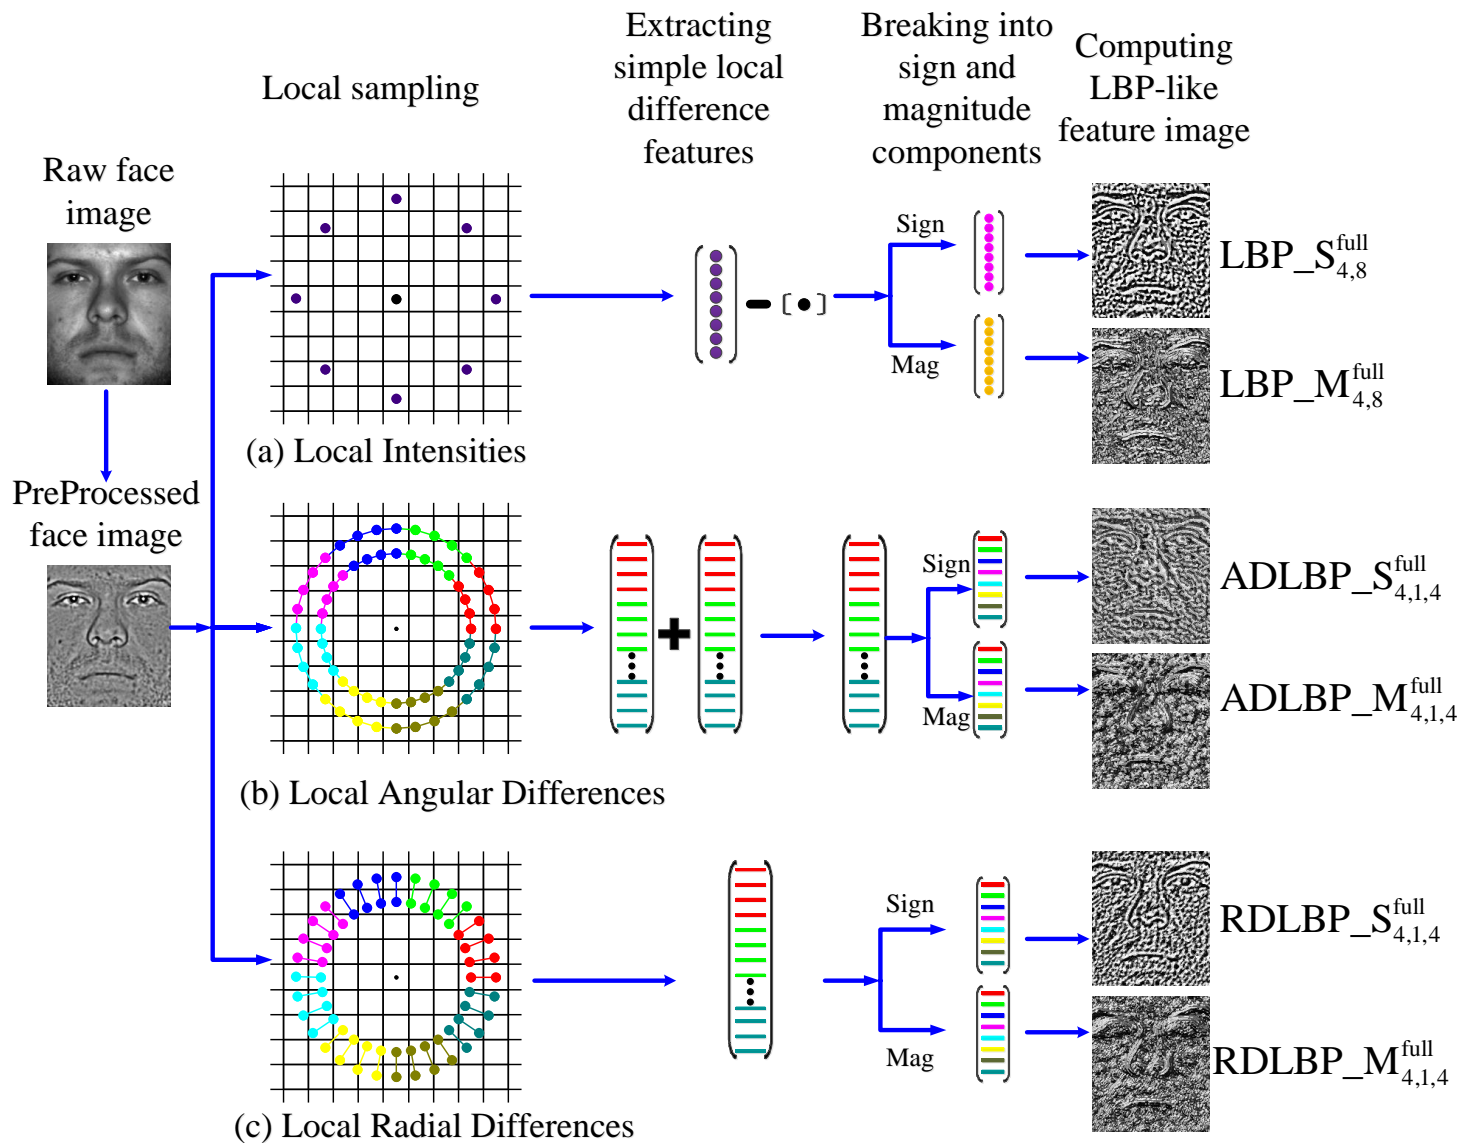 Local sampling
Extracting
simple local
difference
features
Breaking into
sign and
magnitude
components
Computing
LBP-like
feature image
Raw face
image
PreProcessed
face image
Sign
Mag
LBP_S^full_4,8
LBP_M^full_4,8
(a) Local Intensities
Sign
Mag
ADLBP_S^full_4,1,4
ADLBP_M^full_4,1,4
(b) Local Angular Differences
Sign
Mag
RDLBP_S^full_4,1,4
RDLBP_M^full_4,1,4
(c) Local Radial Differences